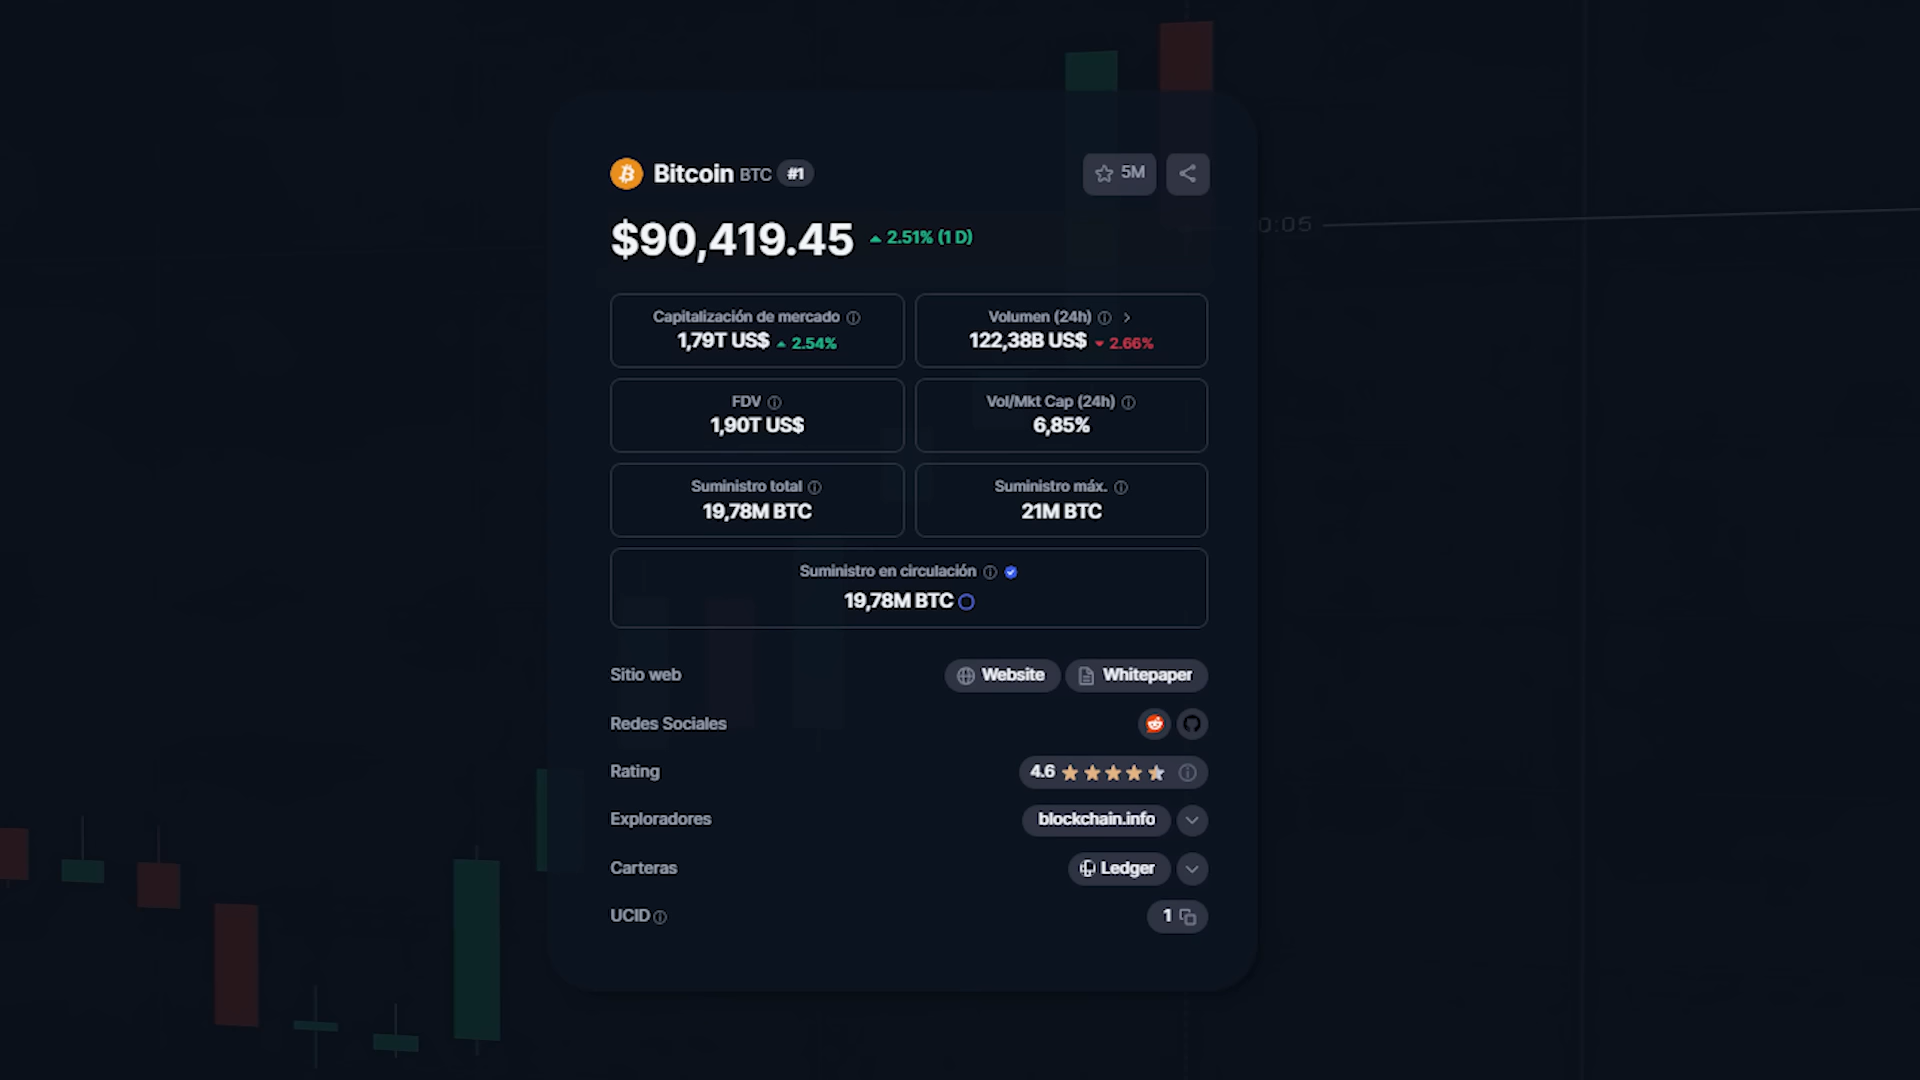 Bitcoin BTC #1
5M
$90,419.45 2.51% (1 D)
Capitalización de mercado
1,79T US$ 2.54%
Volumen (24h)
122,38B US$ 2.66%
FDV
1,90T US$
Vol/Mkt Cap (24h)
6,85%
Suministro total
19,78M BTC
Suministro máx.
21M BTC
Suministro en circulación
19,78M BTC
Sitio web
Website
Whitepaper
Redes Sociales
Rating
4.6
Exploradores
blockchain.info
Carteras
Ledger
UCID
1